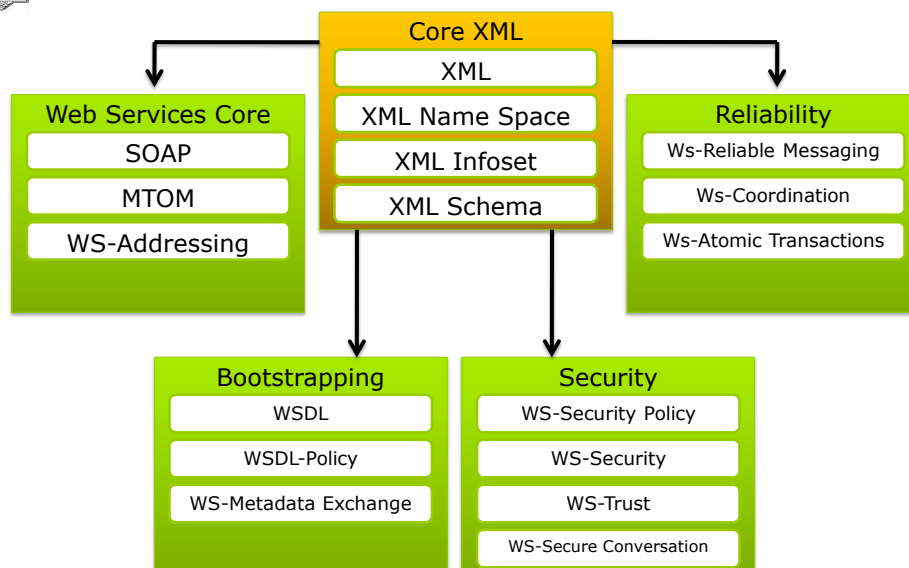 Core XML
XML
XML Name Space
XML Infoset
XML Schema
Web Services Core
SOAP
MTOM
WS-Addressing
Reliability
Ws-Reliable Messaging
Ws-Coordination
Ws-Atomic Transactions
Bootstrapping
WSDL
WSDL-Policy
WS-Metadata Exchange
Security
WS-Security Policy
WS-Security
WS-Trust
WS-Secure Conversation